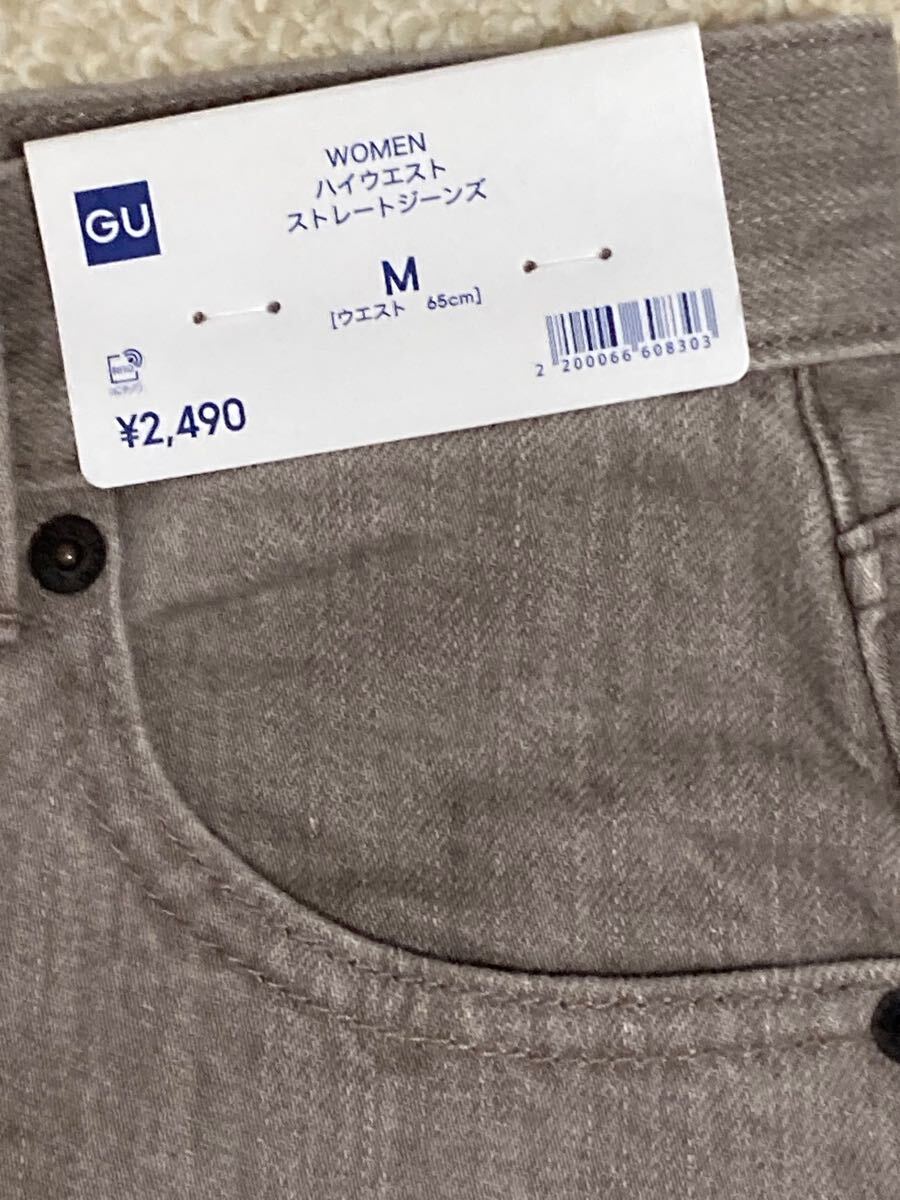 WOMEN
ハイウエスト
ストレートジーンズ
GU
M
[ウエスト 65cm]
2 200066 608303
¥2,490